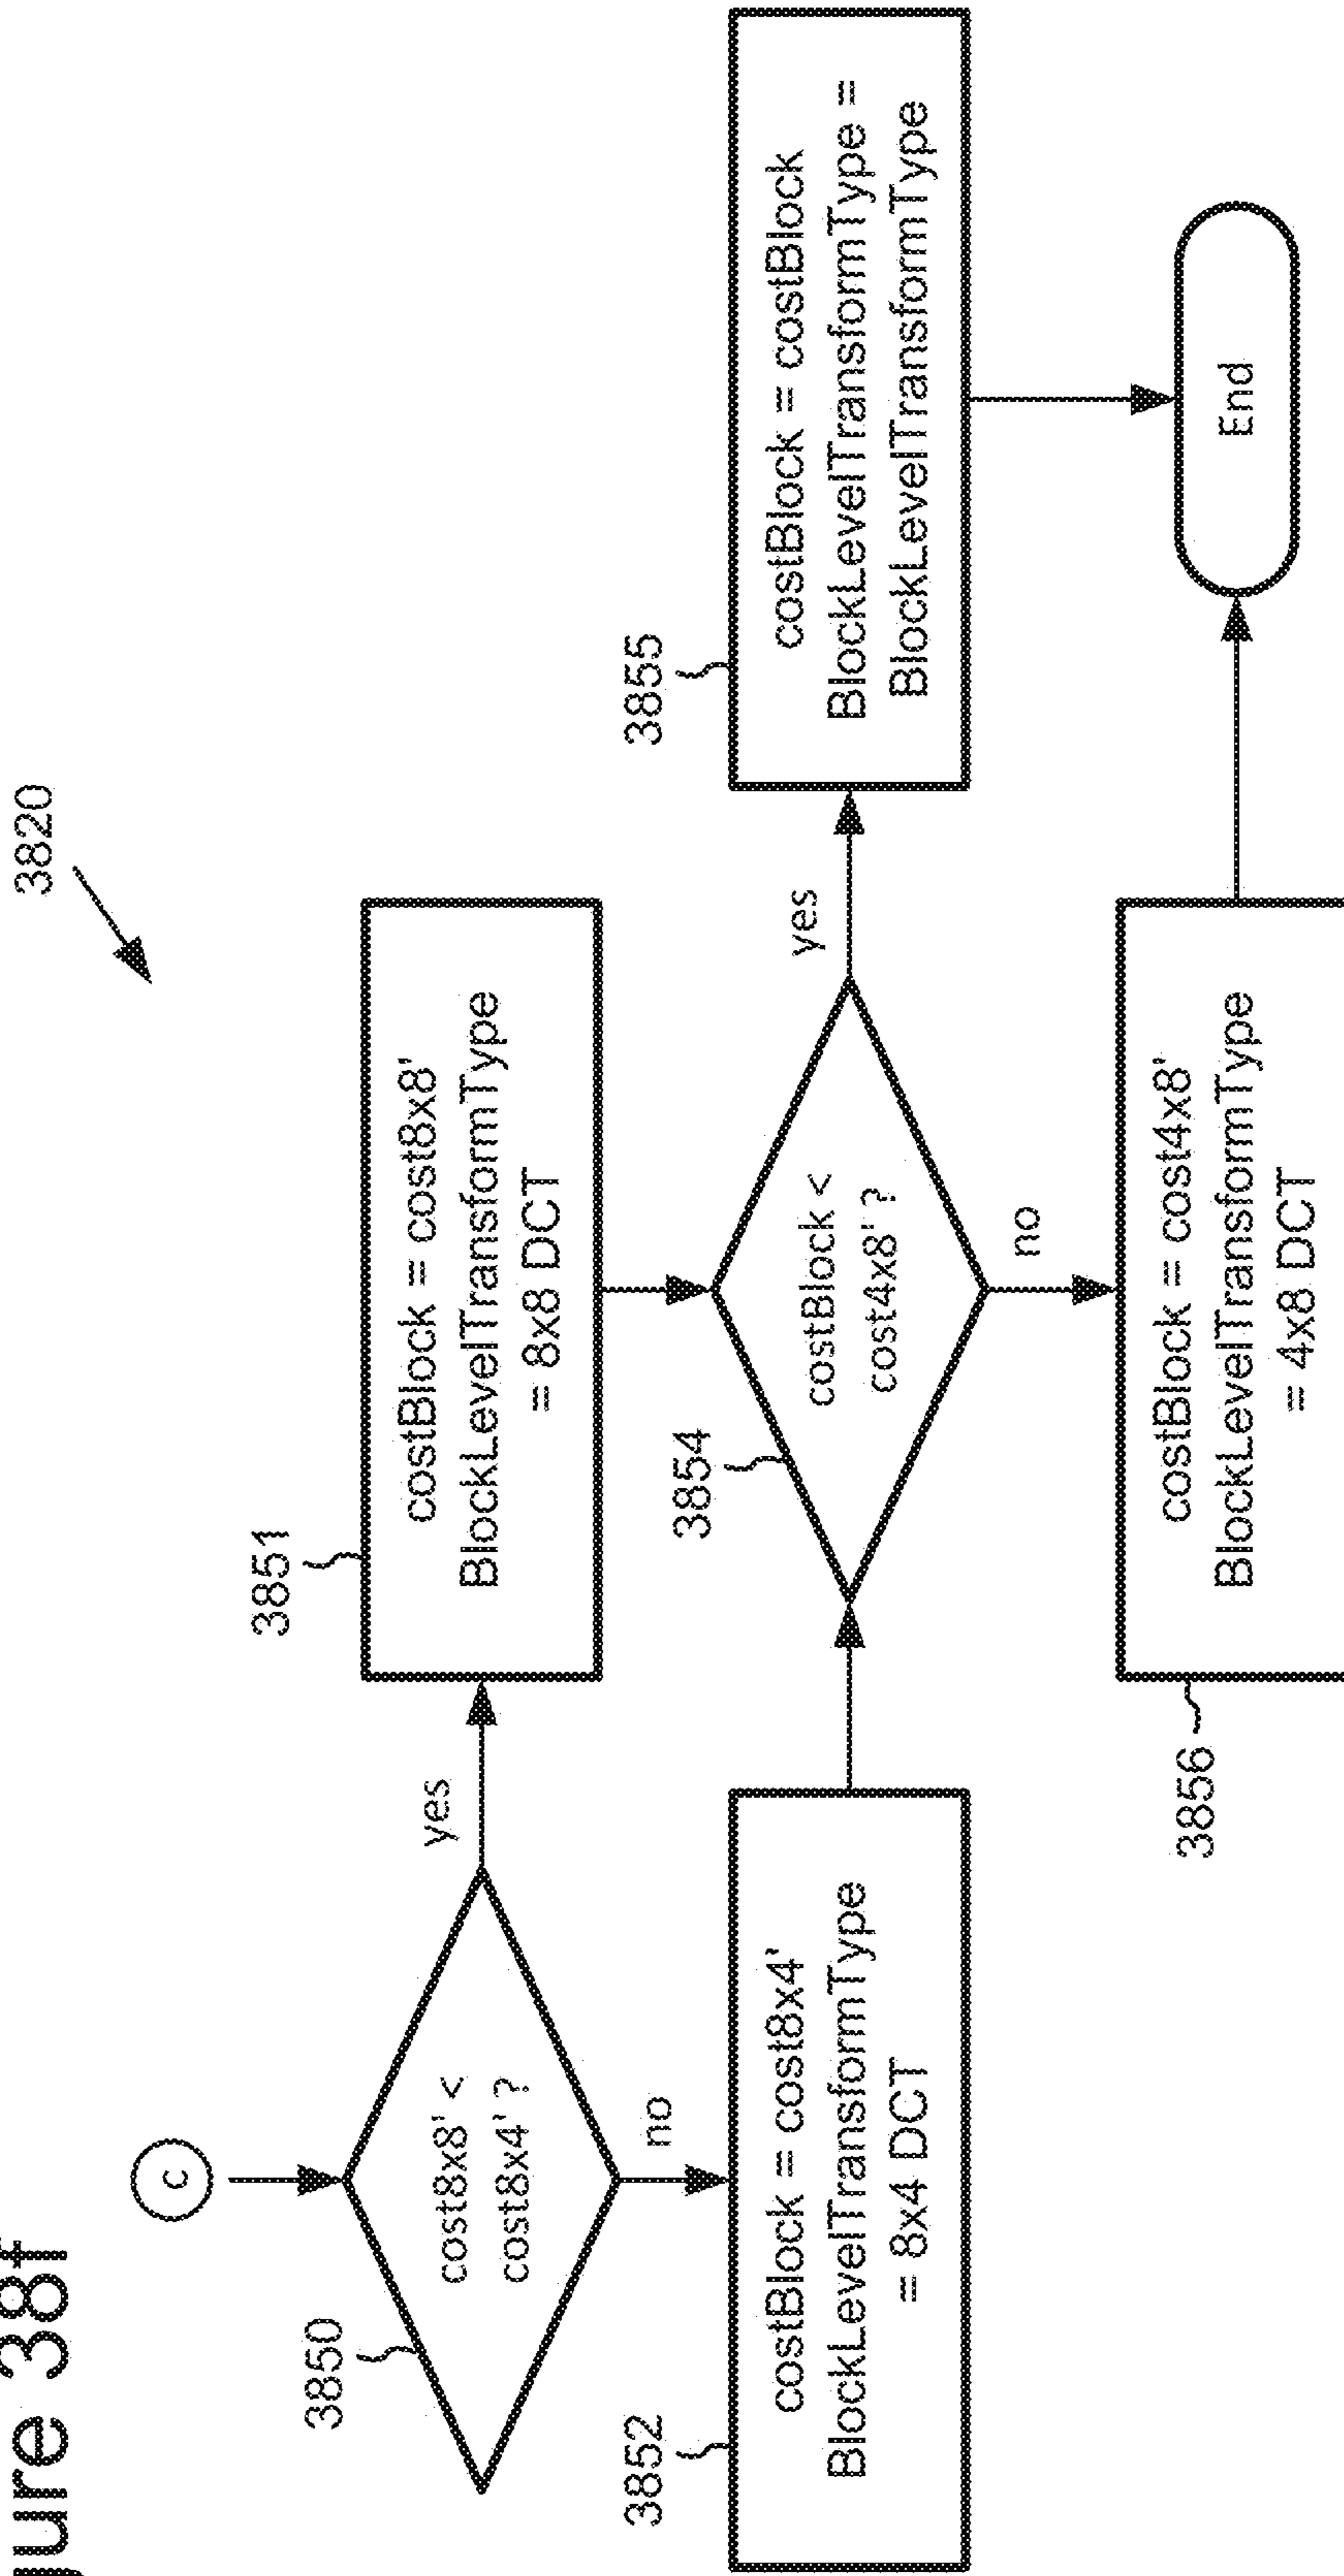 ure 38f
3820
c
3850
cost8x8' <
cost8x4' ?
yes
no
3851
costBlock = cost8x8'
BlockLevelTransformType
= 8x8 DCT
3852
costBlock = cost8x4'
BlockLevelTransformType
= 8x4 DCT
3854
costBlock <
cost4x8' ?
yes
no
3855
costBlock = costBlock
BlockLevelTransformType =
BlockLevelTransformType
3856
costBlock = cost4x8'
BlockLevelTransformType
= 4x8 DCT
End